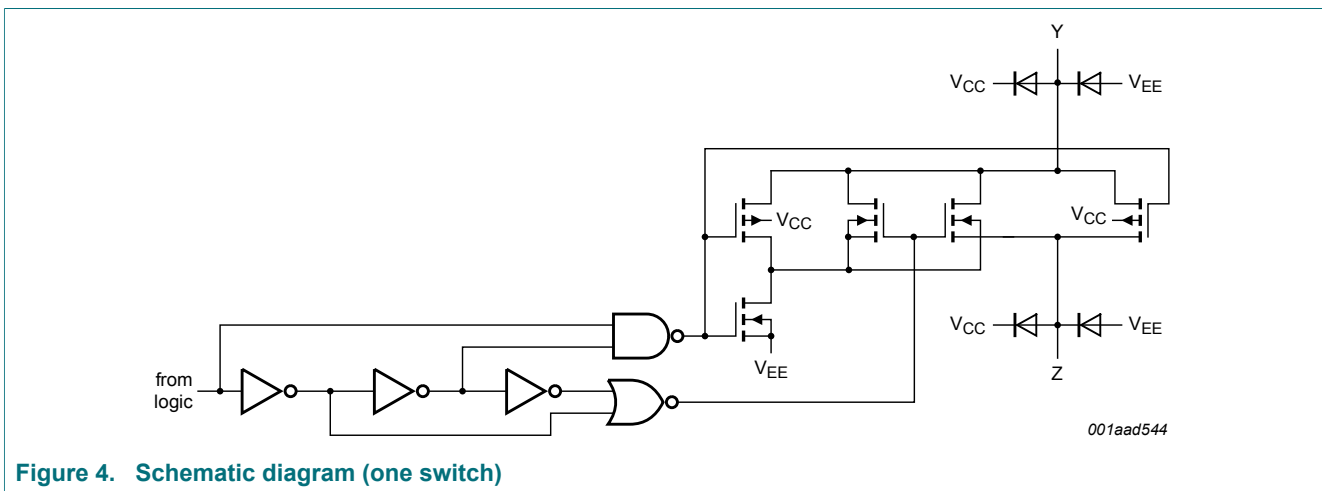 Y
VCC VEE
VCC VCC
VCC VEE
VEE
from
logic
Z
001aad544
Figure 4. Schematic diagram (one switch)